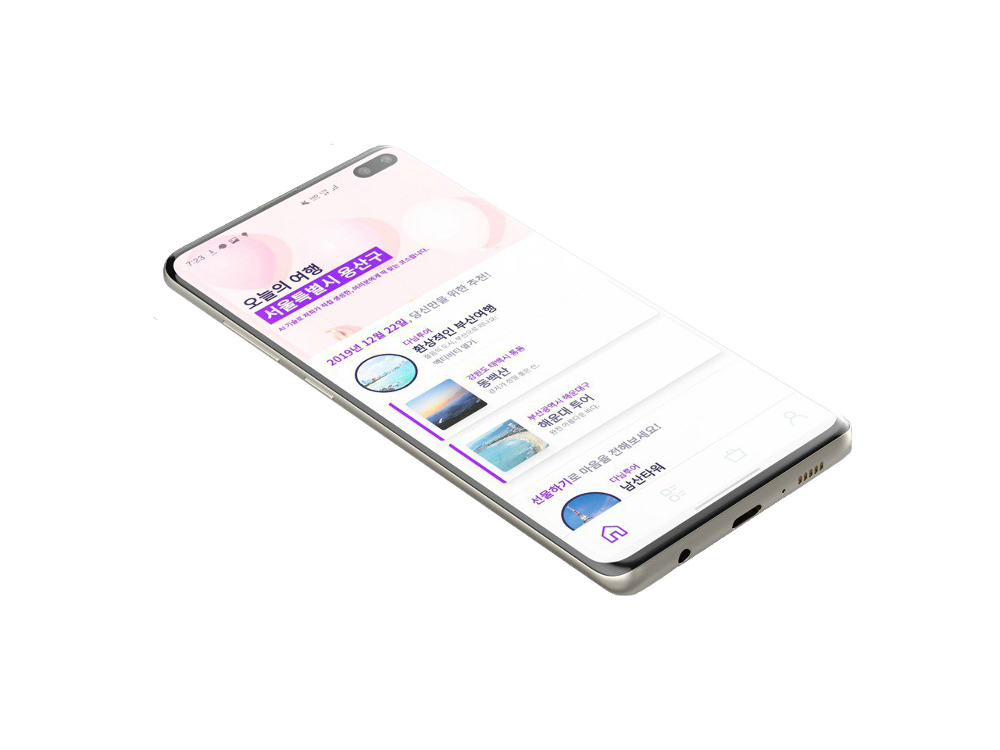 7:23
오늘의 여행
서울특별시 용산구
AI 기술로 저희가 직접 생성한, 여러분에게 딱 맞는 코스랍니다.
2019년 12월 22일, 당신만을 위한 추천!
다님투어
환상적인 부산여행
젊음의 도시, 부산으로 떠나요!
액티비티 열기
강원도 태백시 통동
동백산
경치가 정말 좋은 산.
부산광역시 해운대구
해운대 투어
완전 아름다운 바다.
선물하기로 마음을 전해보세요!
다님투어
남산타워